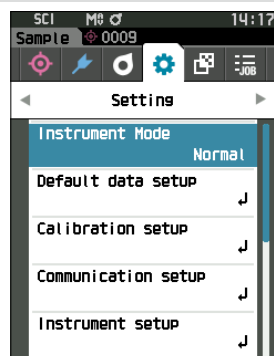 SCI M0 14:17
Sample 0009
JOB
Setting
Instrument Mode
Normal
Default data setup
Calibration setup
Communication setup
Instrument setup